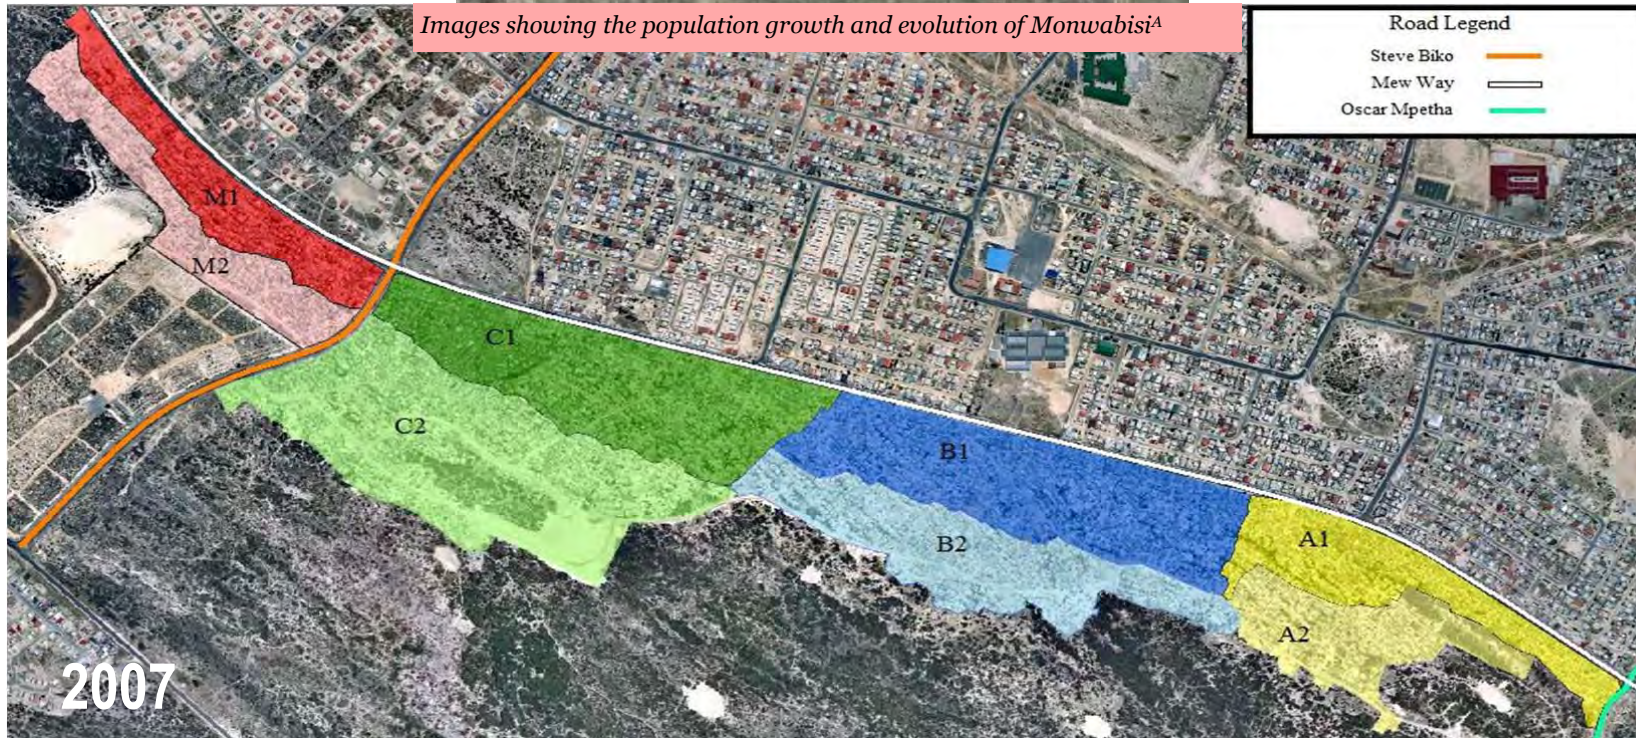 Images showing the population growth and evolution of MonwabisiA
Road Legend
Steve Biko
Mew Way
Oscar Mpetha
M1
M2
C1
C2
B1
B2
A1
A2
2007